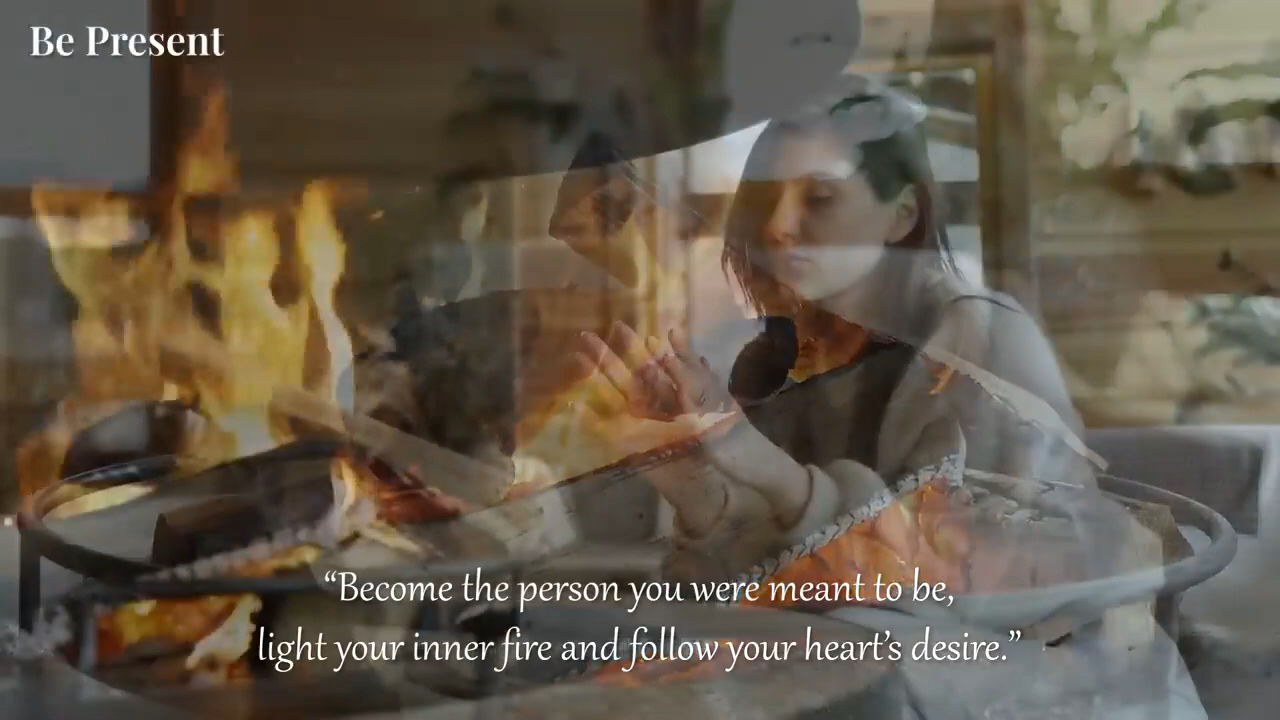 Be Present
“Become the person you were meant to be,
light your inner fire and follow your heart’s desire.”